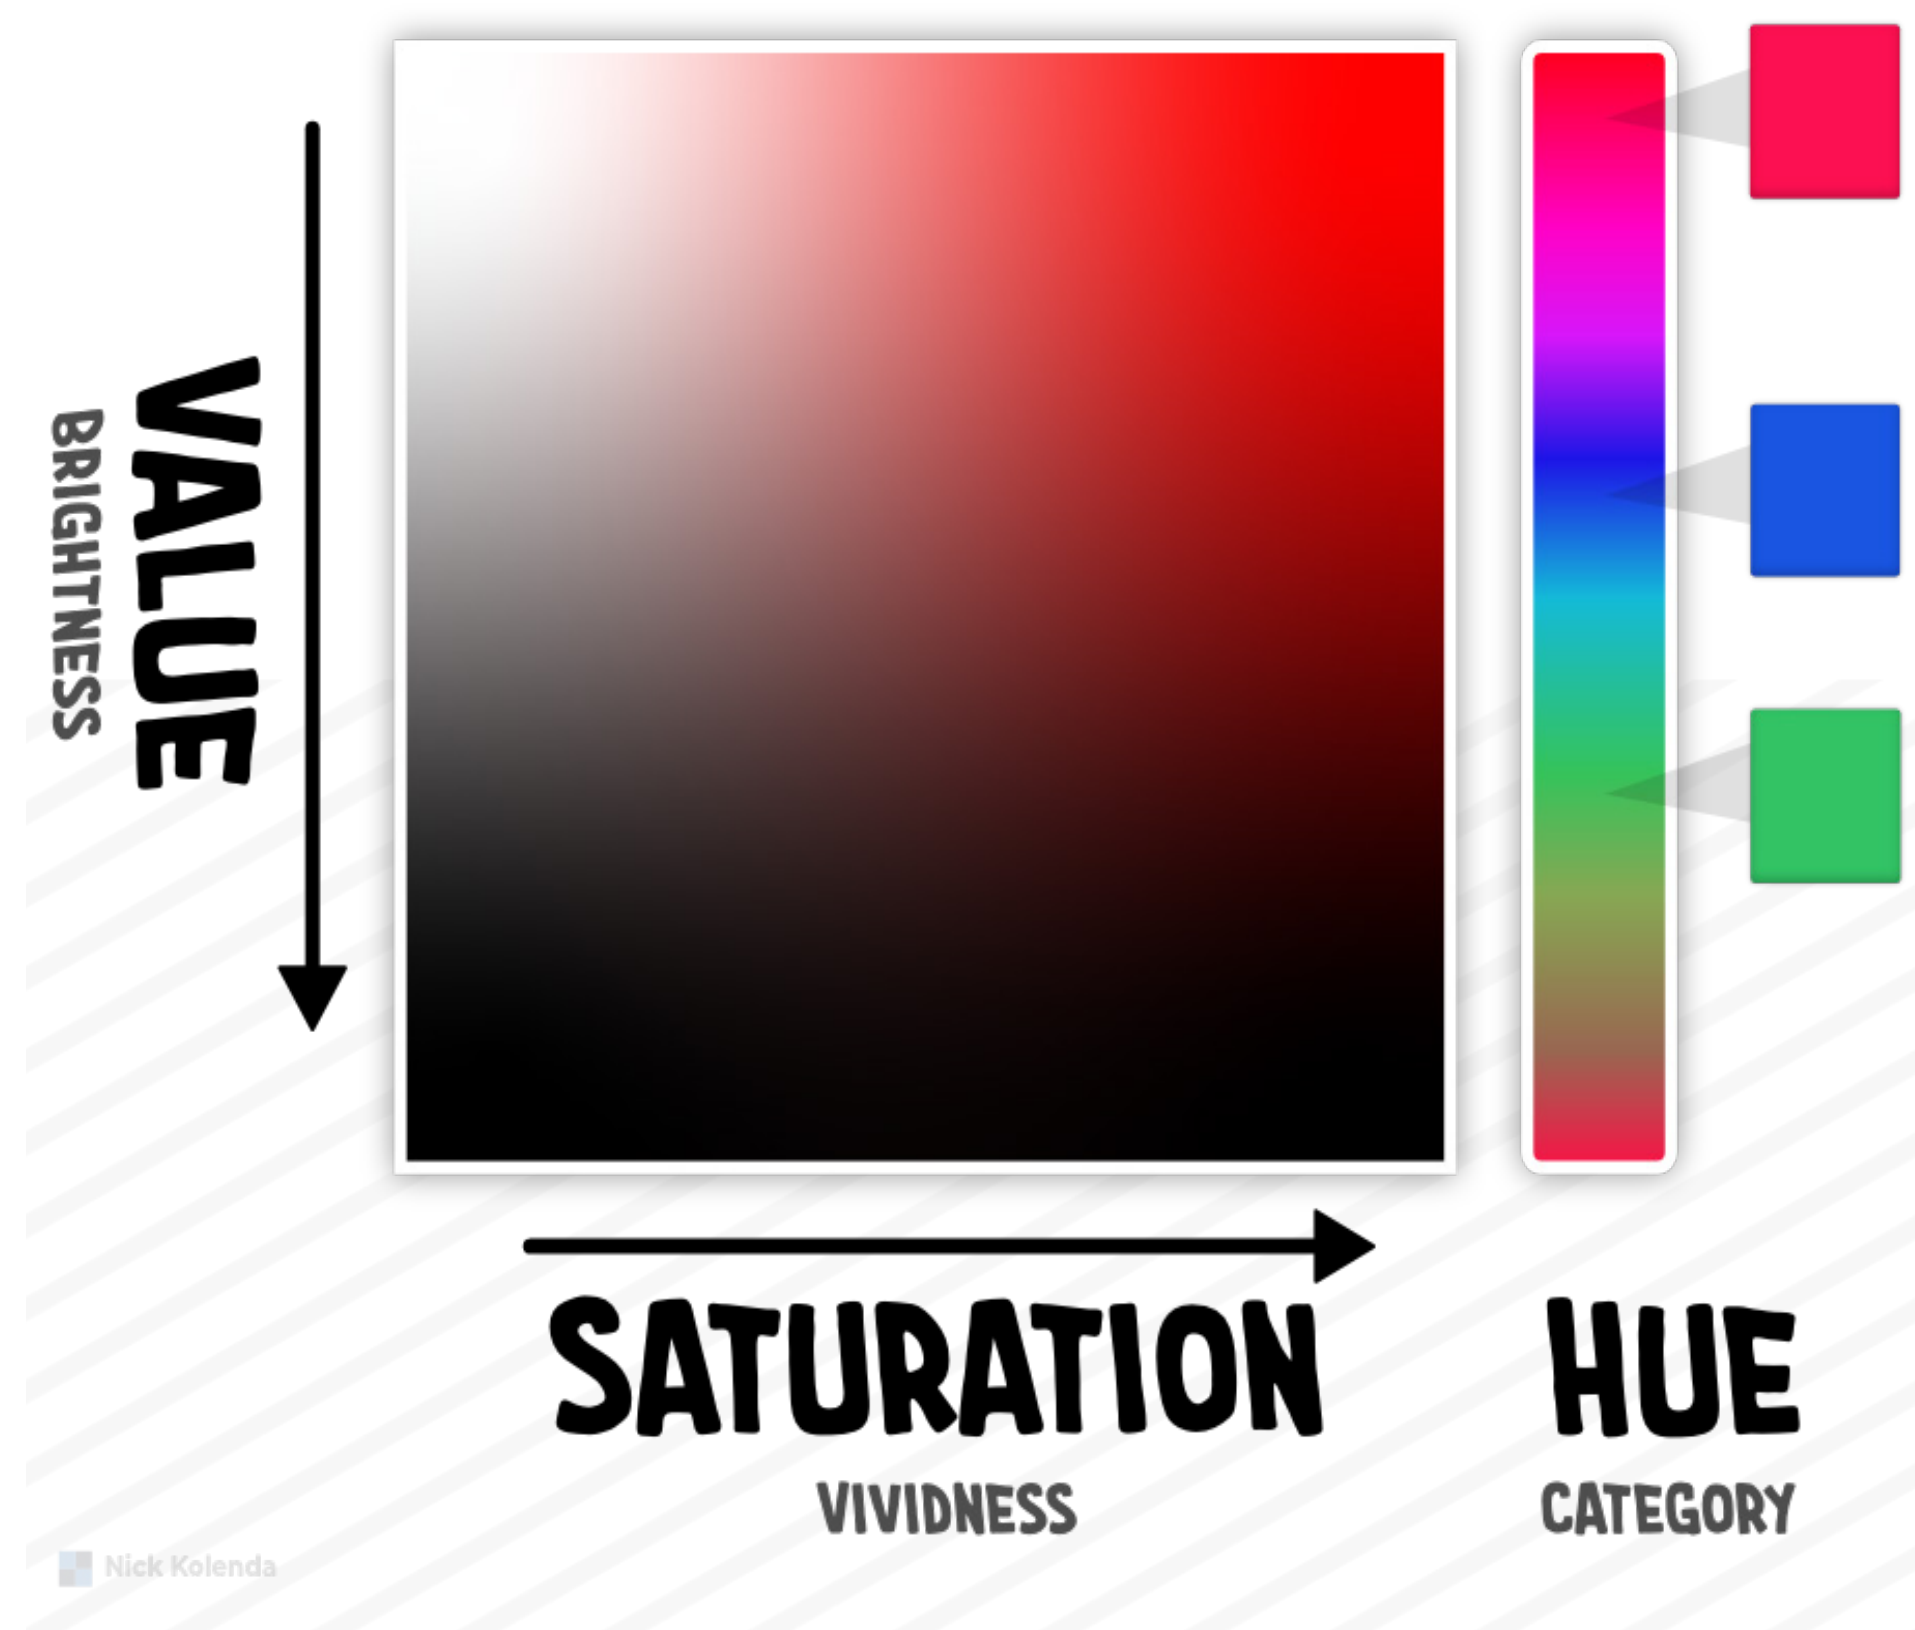 VALUE
BRIGHTNESS
SATURATION
VIVIDNESS
HUE
CATEGORY
Nick Kolenda